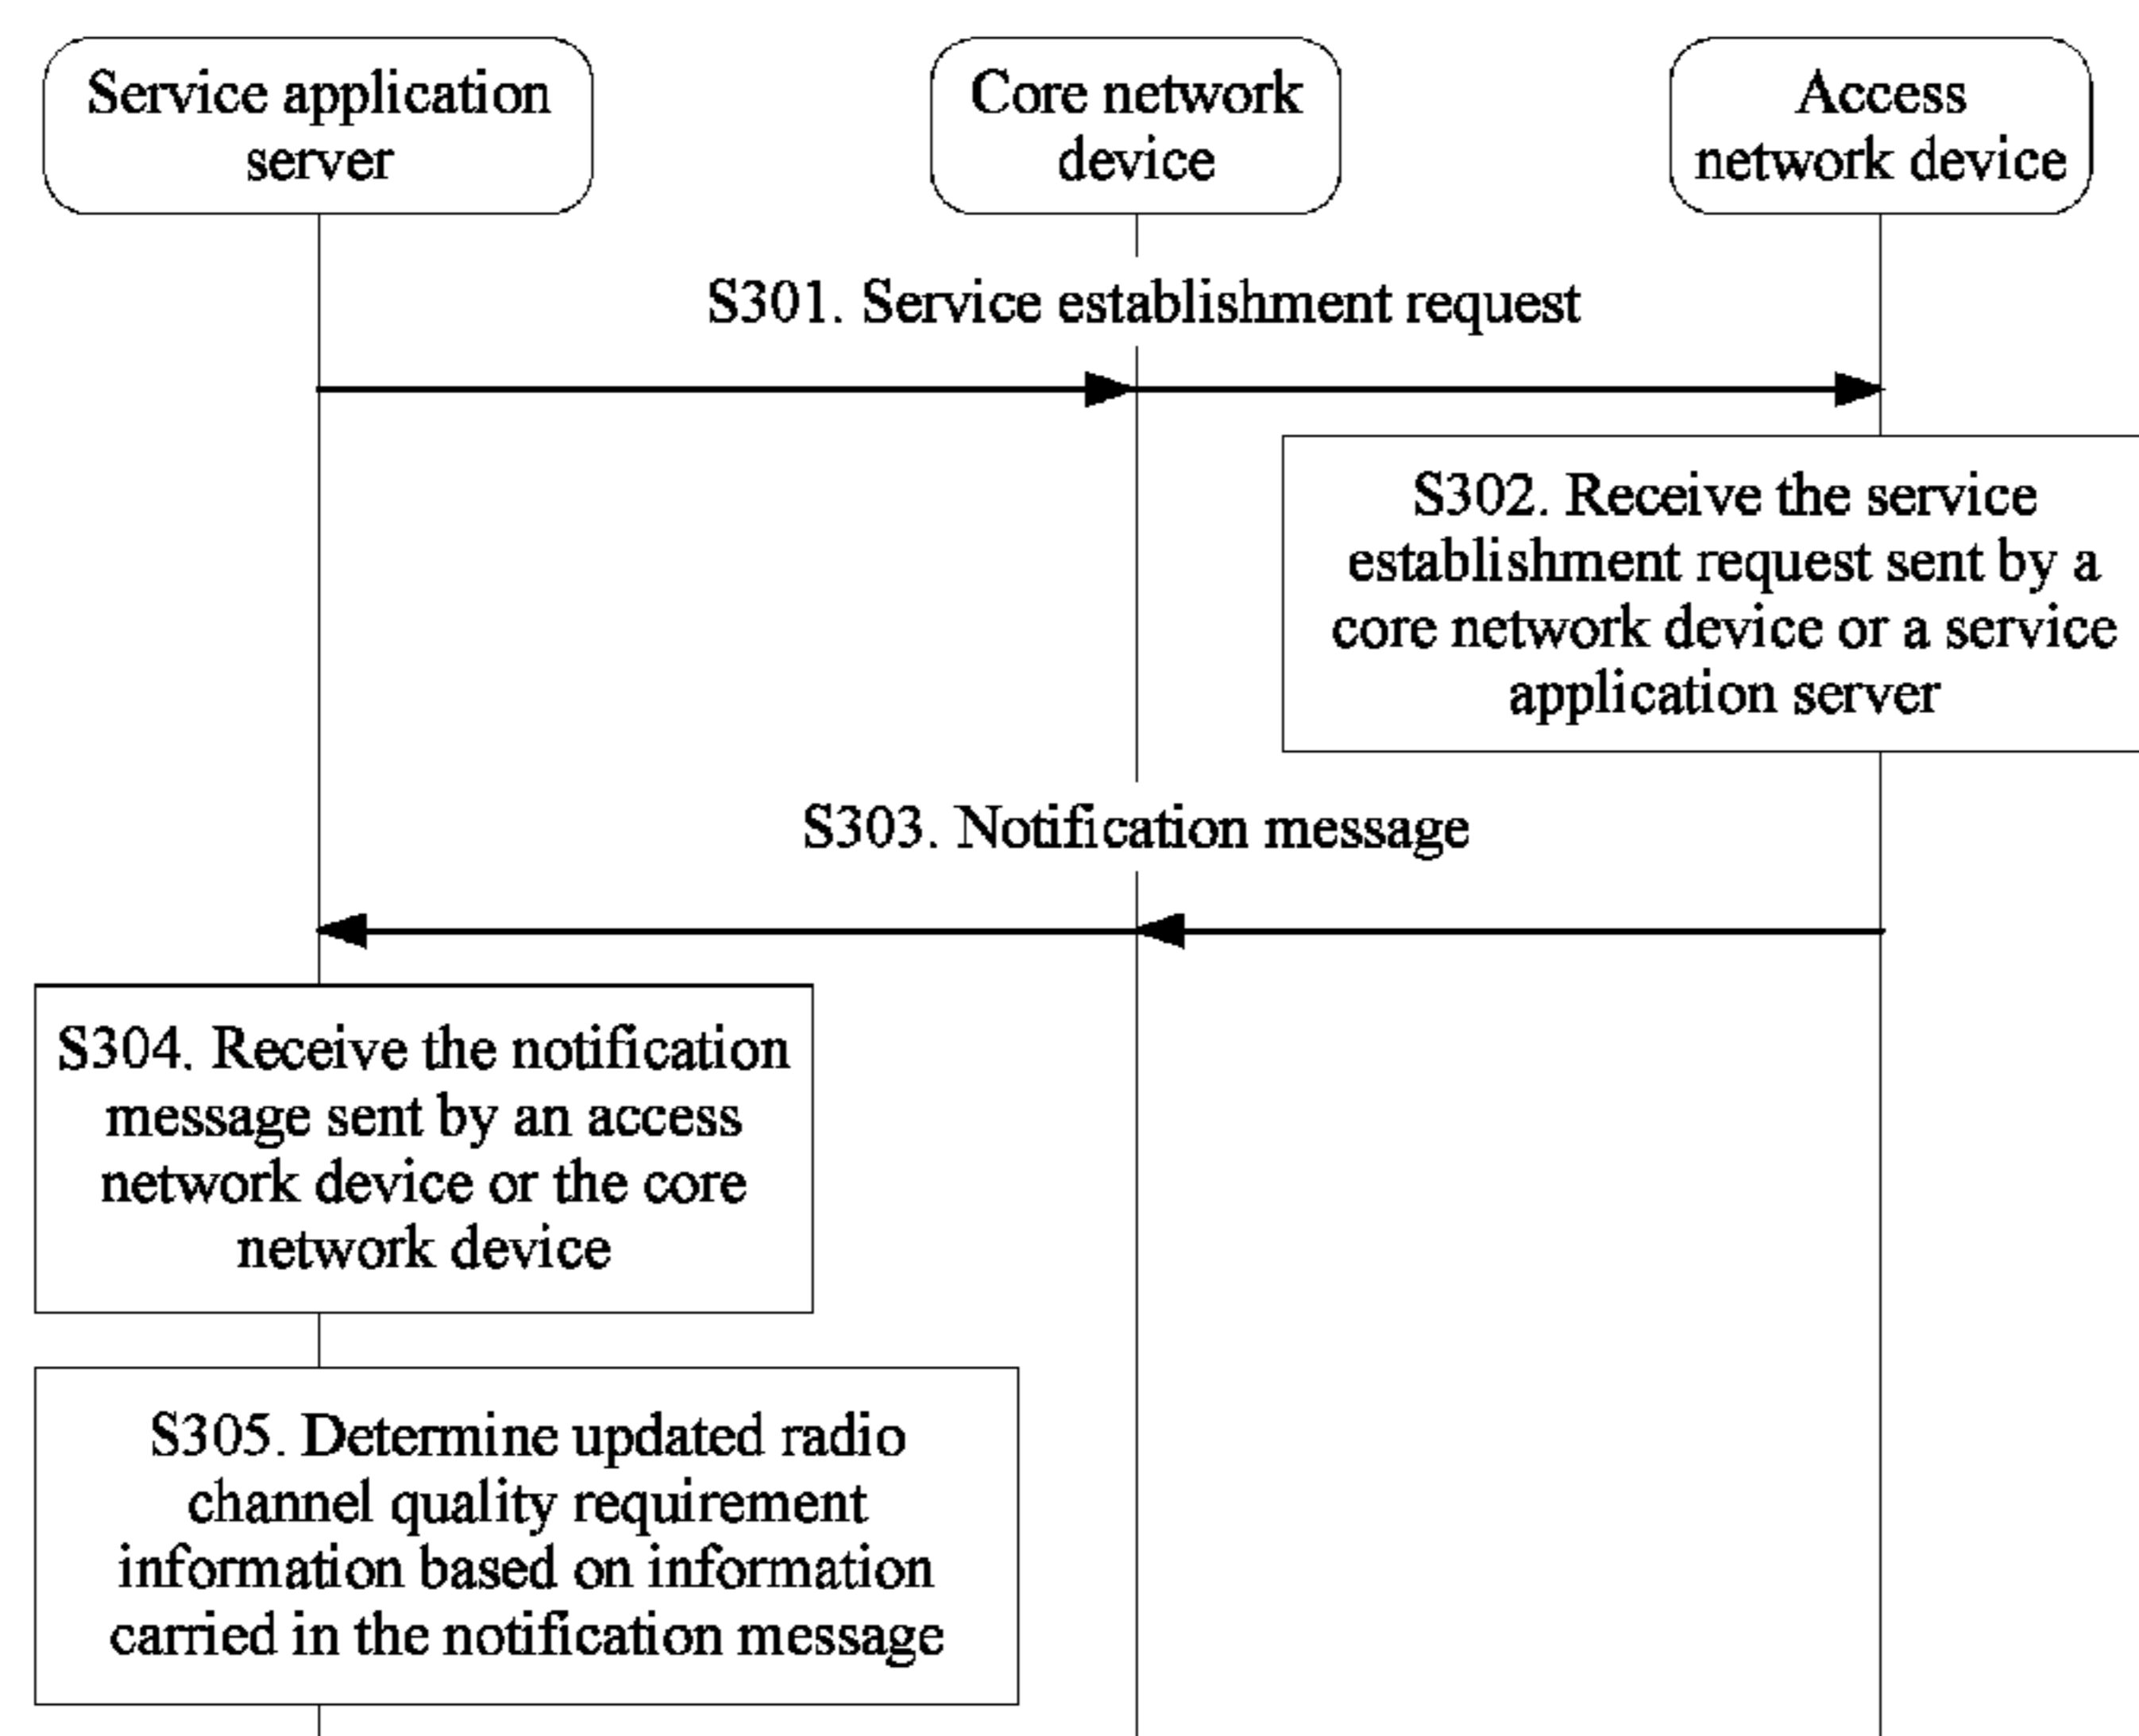 Service application
server
Core network
device
Access
network device
S301. Service establishment request
S302. Receive the service
establishment request sent by a
core network device or a service
application server
S303. Notification message
S304. Receive the notification
message sent by an access
network device or the core
network device
S305. Determine updated radio
channel quality requirement
information based on information
carried in the notification message